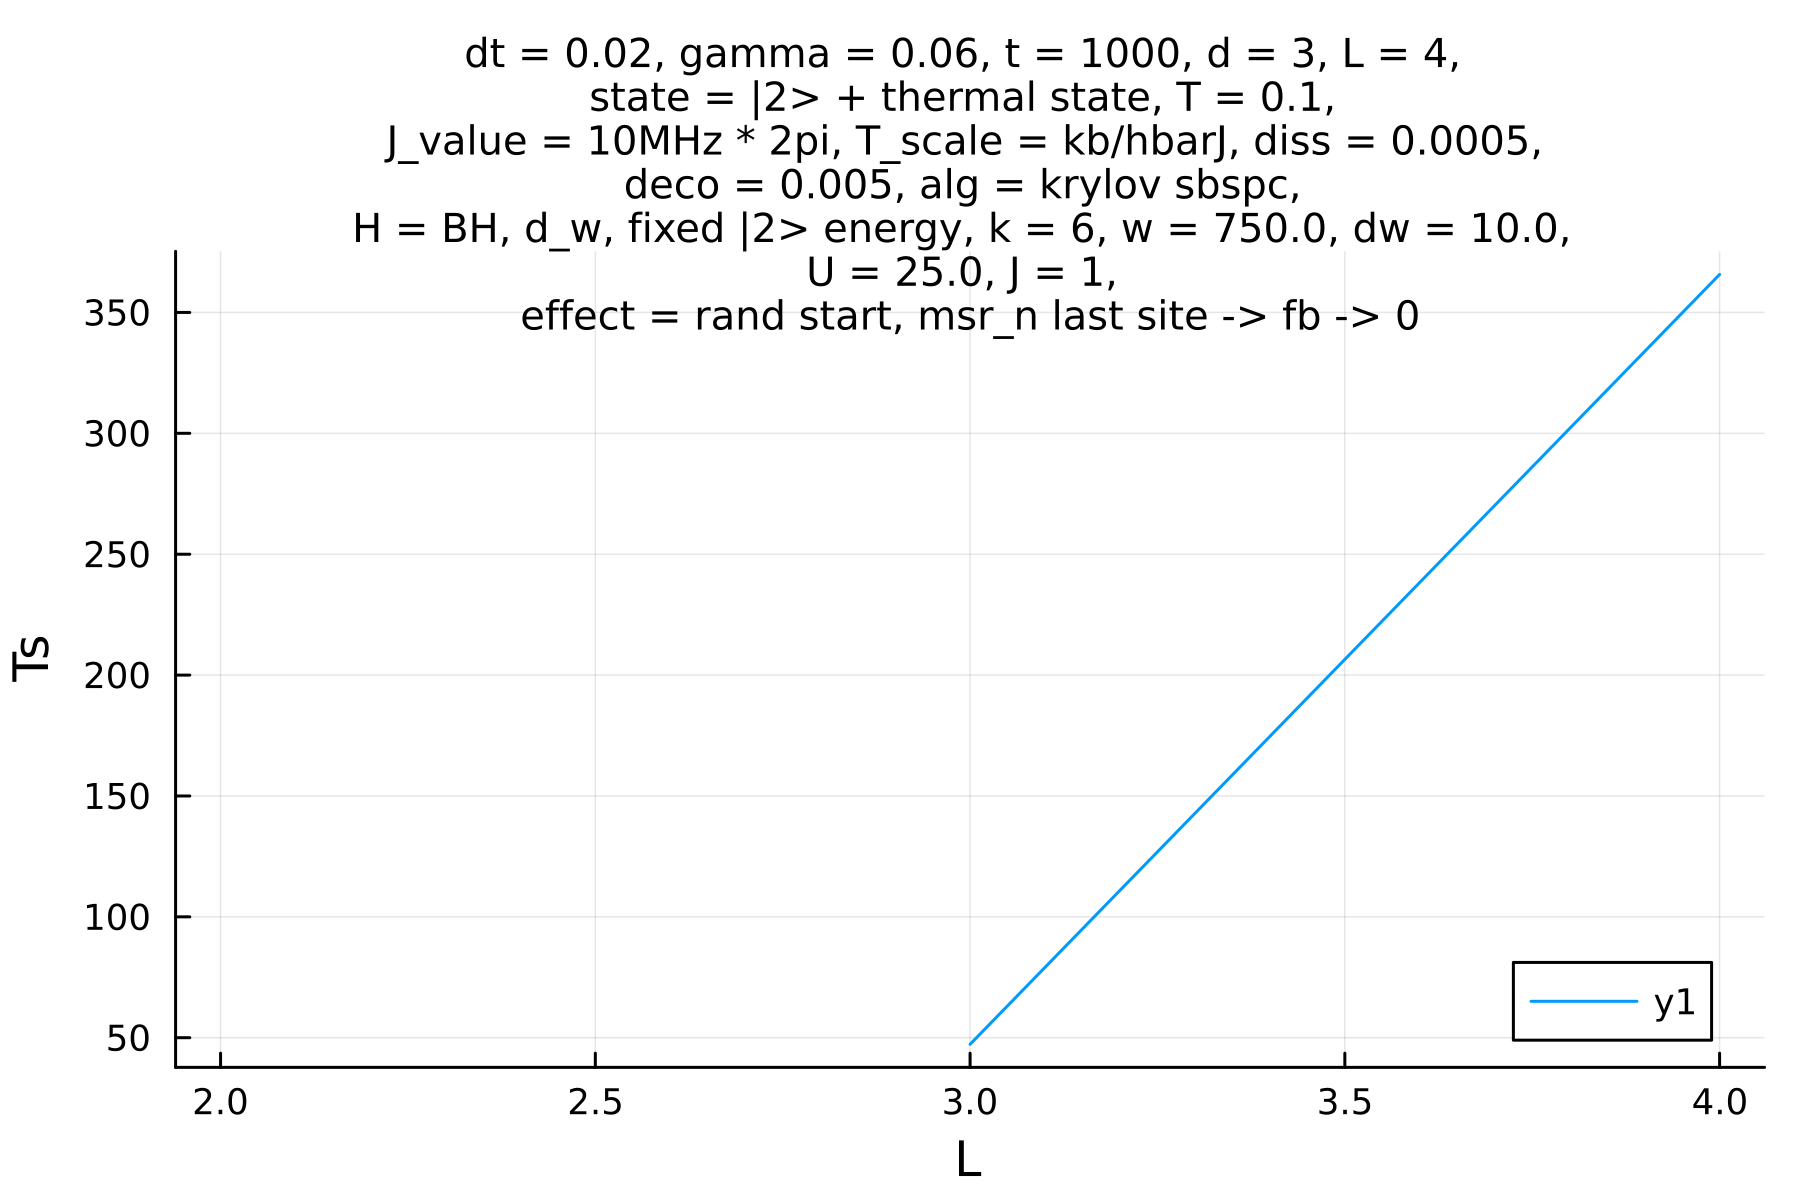 dt = 0.02, gamma = 0.06, t = 1000, d = 3, L = 4,
state = |2> + thermal state, T = 0.1,
J_value = 10MHz * 2pi, T_scale = kb/hbarJ, diss = 0.0005,
deco = 0.005, alg = krylov sbspc,
H = BH, d_w, fixed |2> energy, k = 6, w = 750.0, dw = 10.0,
U = 25.0, J = 1,
effect = rand start, msr_n last site -> fb -> 0
350
300
250
200
150
100
50
Ts
y1
2.0 2.5 3.0 3.5 4.0
L